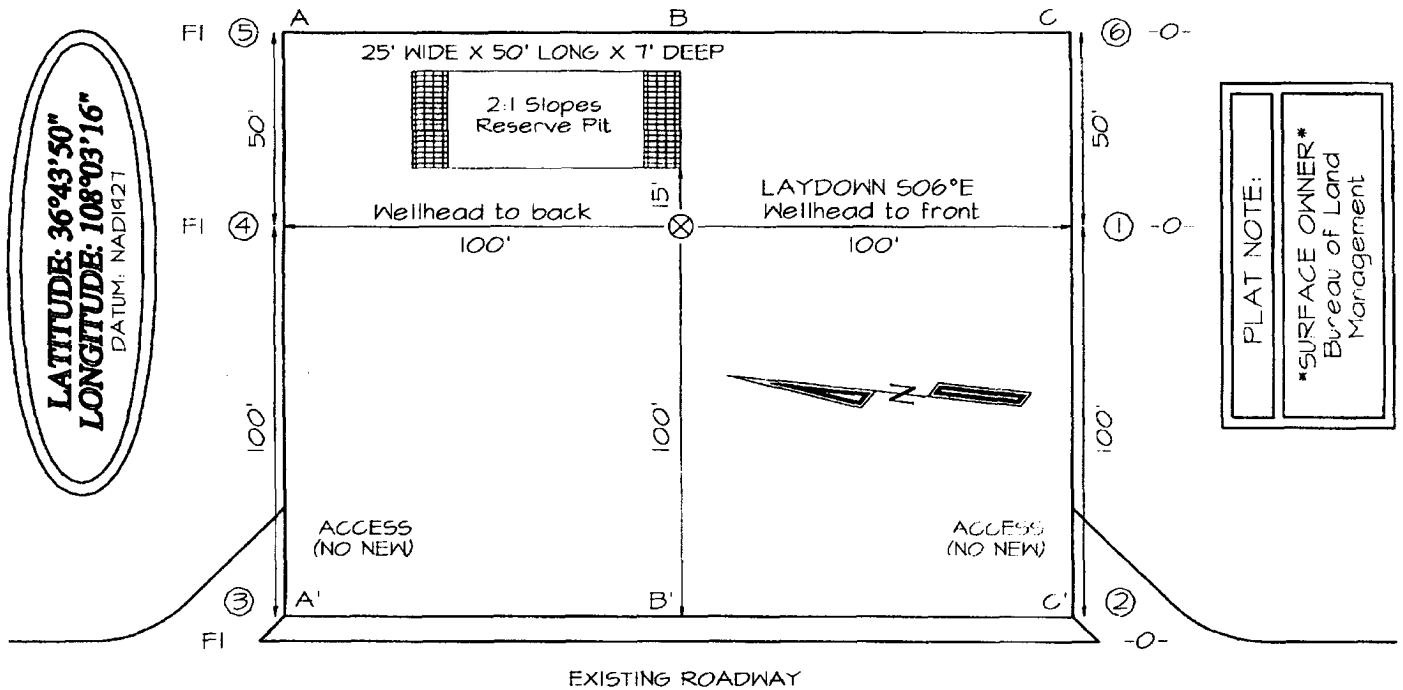 LATITUDE: 36°43'50"
LONGITUDE: 108°03'16"
DATUM: NAD1927
F1 ⑤ A B C ⑥ -0-
25' WIDE X 50' LONG X 7' DEEP
2:1 Slopes
Reserve Pit
50'
50'
15'
LAYDOWN S06°E
Wellhead to back
Wellhead to front
F1 ④ ① -0-
100'
100'
N
100'
100'
100'
ACCESS
(NO NEW)
ACCESS
(NO NEW)
③ A' B' C' ②
F1 -0-
EXISTING ROADWAY
PLAT NOTE:
*SURFACE OWNER*
Bureau of Land
Management